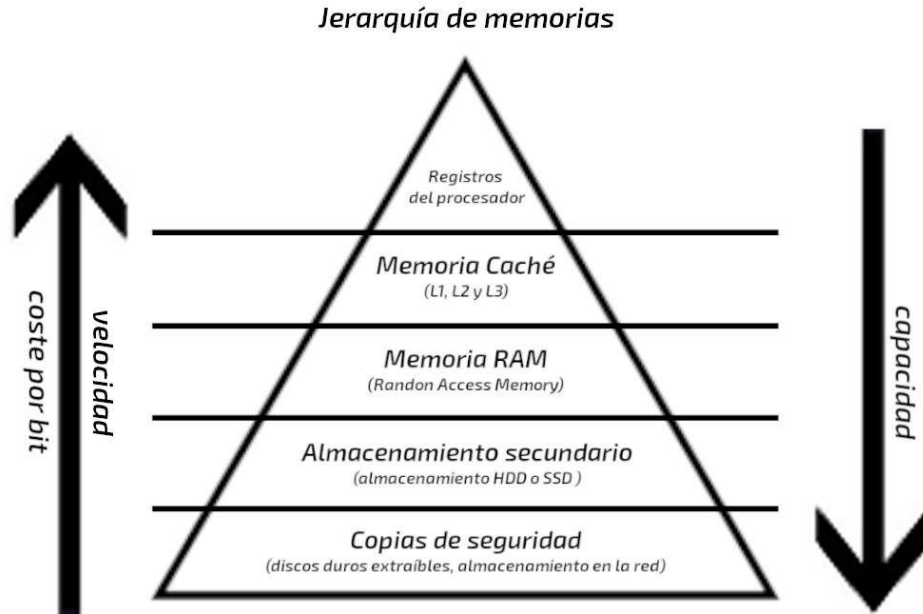 Jerarquía de memorias
Registros
del procesador
Memoria Caché
(L1, L2 y L3)
Memoria RAM
(Randon Access Memory)
Almacenamiento secundario
(almacenamiento HDD o SSD )
Copias de seguridad
(discos duros extraíbles, almacenamiento en la red)
coste por bit
velocidad
capacidad